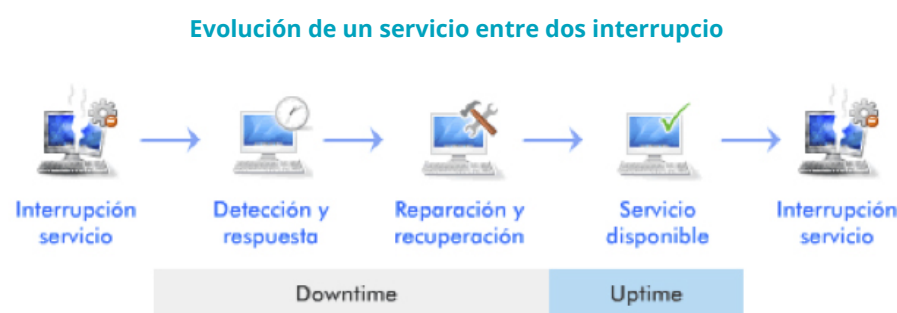 Evolución de un servicio entre dos interrupcio
Interrupción
servicio
Detección y
respuesta
Reparación y
recuperación
Servicio
disponible
Interrupción
servicio
Downtime
Uptime